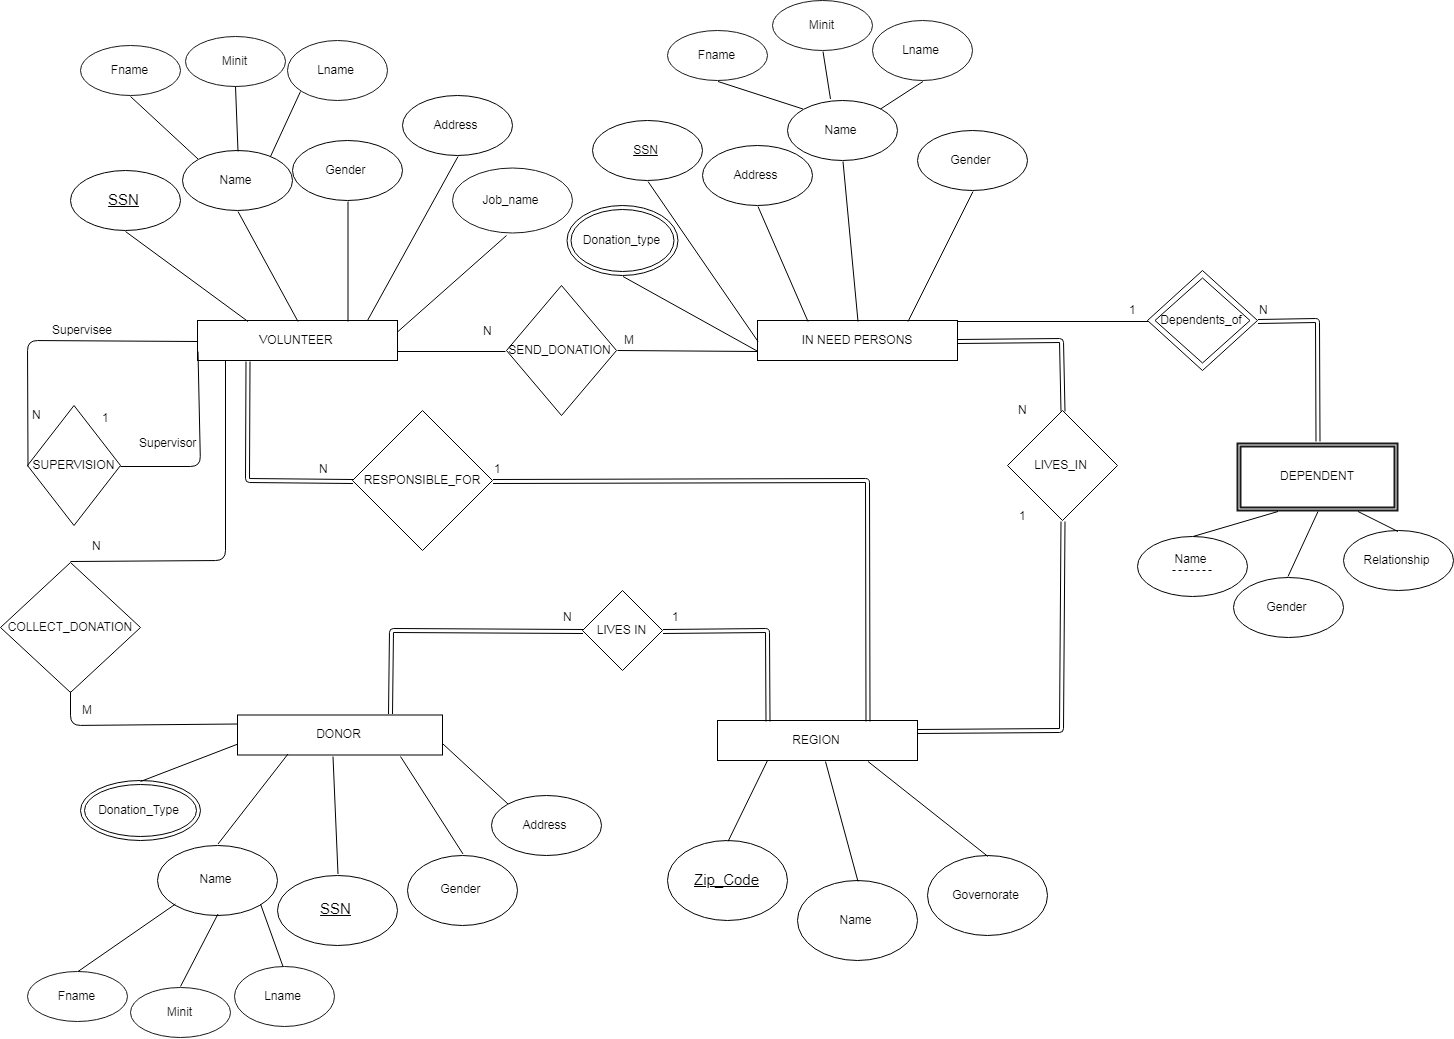 Minit
Fname
Lname
Name
Minit
Fname
Lname
Address
Gender
Name
SSN
Job_name
SSN
Address
Gender
Donation_type
Supervisee
VOLUNTEER
N
SEND_DONATION
M
IN NEED PERSONS
1
Dependents_of
N
N
1
Supervisor
SUPERVISION
N
RESPONSIBLE_FOR
1
N
LIVES_IN
1
DEPENDENT
Name
Gender
Relationship
N
COLLECT_DONATION
M
N
LIVES IN
1
DONOR
REGION
Donation_Type
Name
SSN
Gender
Address
Zip_Code
Name
Governorate
Fname
Minit
Lname